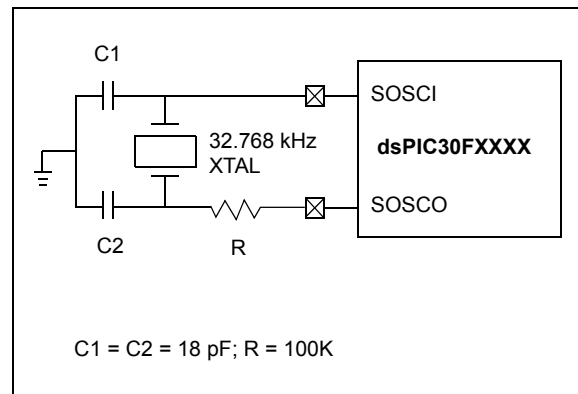 C1
SOSCI
32.768 kHz
XTAL
dsPIC30FXXXX
SOSCO
C2
R
C1 = C2 = 18 pF; R = 100K